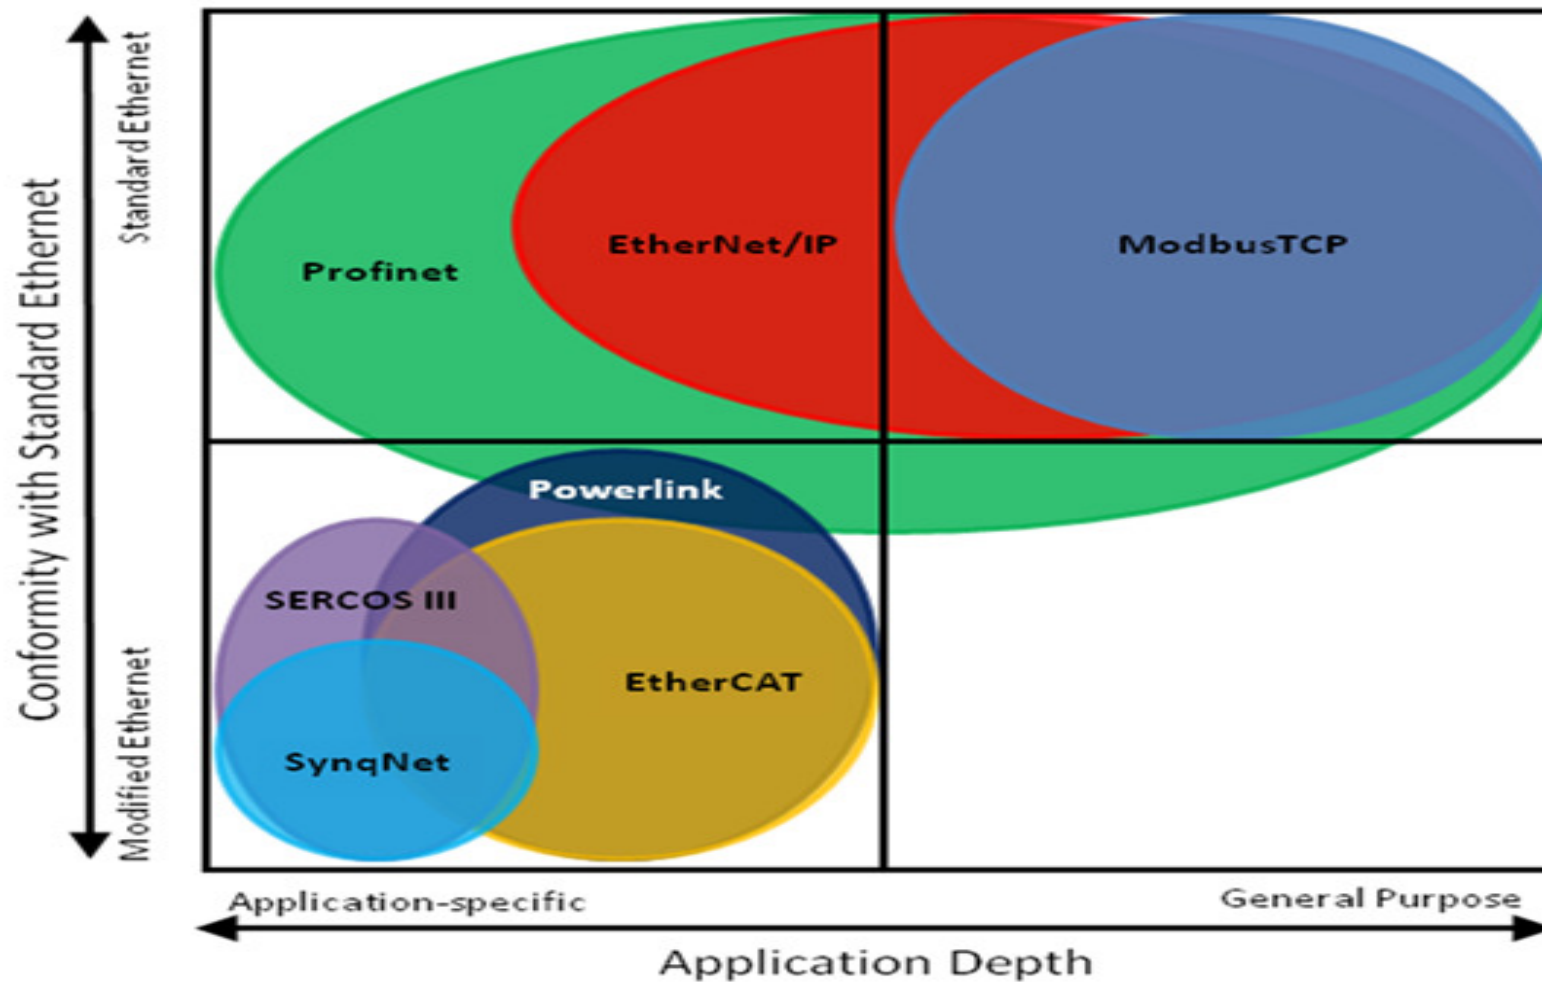 Conformity with Standard Ethernet
Standard Ethernet
Modified Ethernet
Profinet
EtherNet/IP
ModbusTCP
Powerlink
SERCOS III
EtherCAT
SynqNet
Application-specific
General Purpose
Application Depth